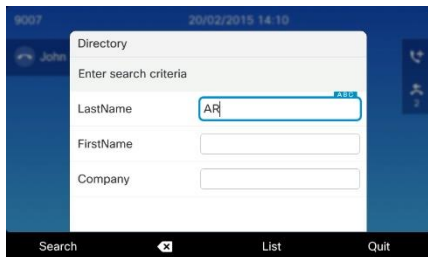 9007 20/02/2015 14:10
John
Directory
Enter search criteria
ABC
LastName AR
FirstName
Company
2
Search List Quit